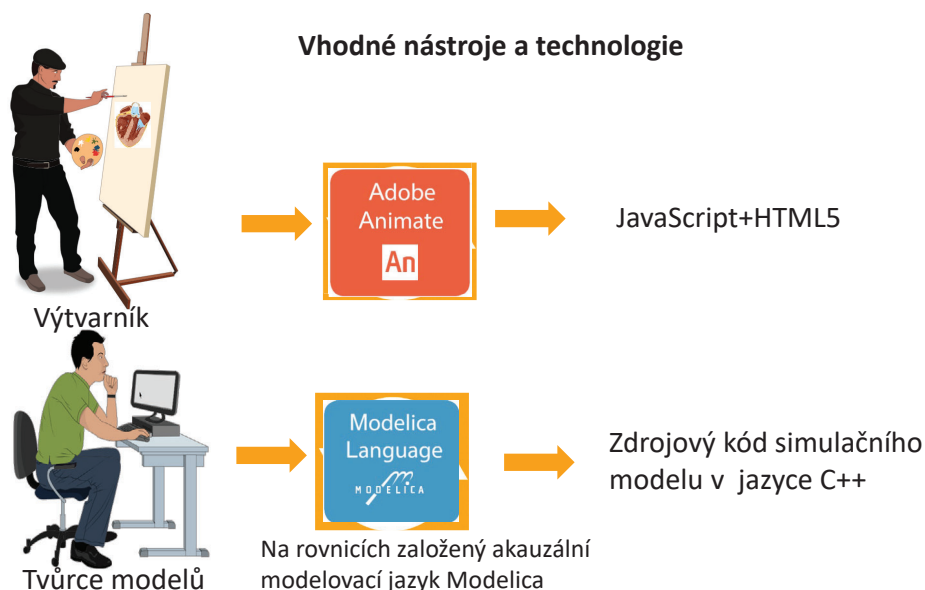 Vhodné nástroje a technologie
Adobe
Animate
An
JavaScript+HTML5
Výtvarník
Modelica
Language
MODELICA
Zdrojový kód simulačního
modelu v jazyce C++
Na rovnicích založený akauzální
modelovací jazyk Modelica
Tvůrce modelů